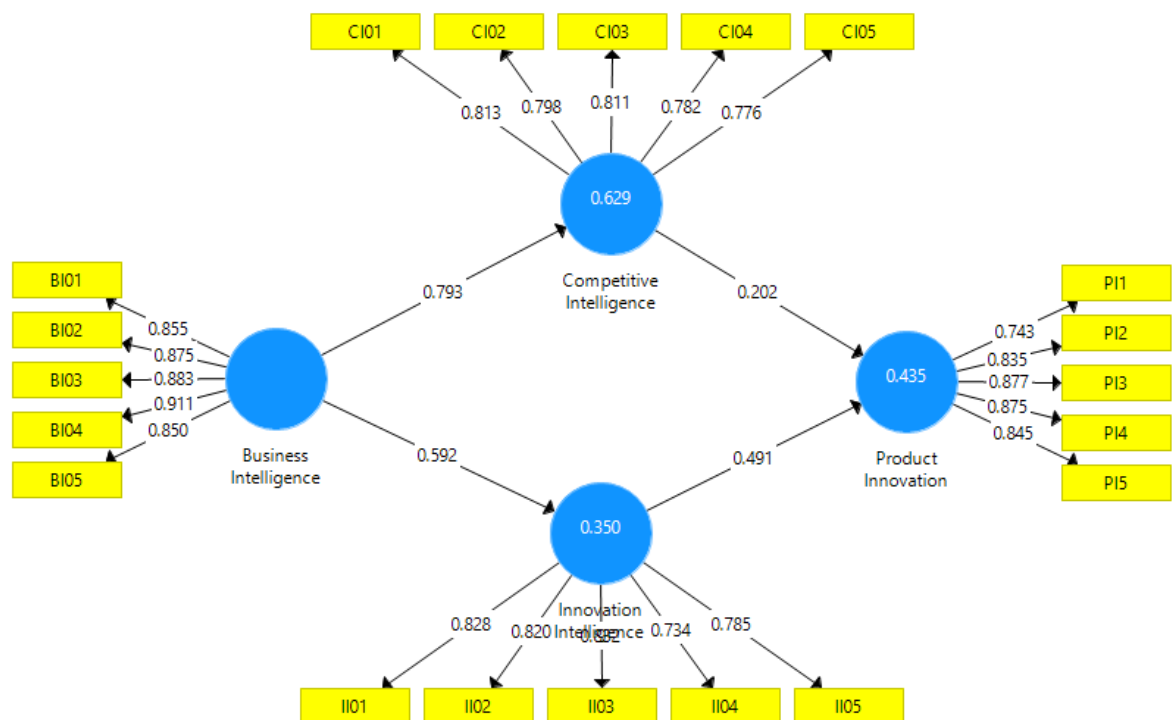 CI01 CI02 CI03 CI04 CI05
0.813 0.798 0.811 0.782 0.776
0.629
Competitive
Intelligence
BI01
BI02
BI03
BI04
BI05
0.855
0.875
0.883
0.911
0.850
Business
Intelligence
0.793
0.592
0.202
0.491
0.435
Product
Innovation
PI1
PI2
PI3
PI4
PI5
0.743
0.835
0.877
0.875
0.845
0.350
Innovation
Intelligence
0.828 0.820 0.734 0.785
II01 II02 II03 II04 II05